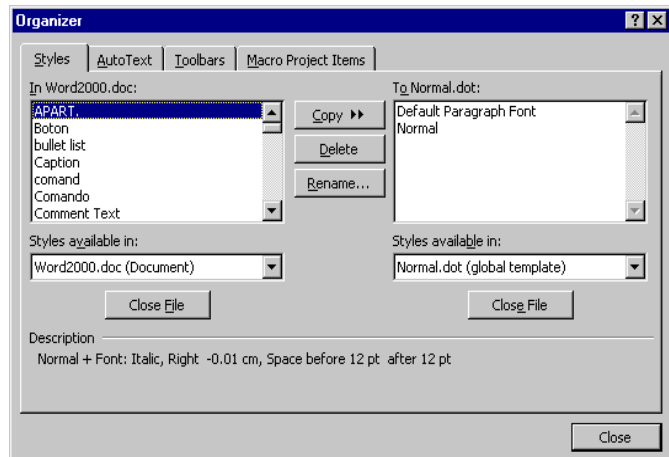 Organizer
Styles AutoText Toolbars Macro Project Items
In Word2000.doc:
APART.
Boton
bullet list
Caption
comand
Comando
Comment Text
Copy
Delete
Rename...
To Normal.dot:
Default Paragraph Font
Normal
Styles available in:
Word2000.doc (Document)
Close File
Styles available in:
Normal.dot (global template)
Close File
Description
Normal + Font: Italic, Right -0.01 cm, Space before 12 pt after 12 pt
Close